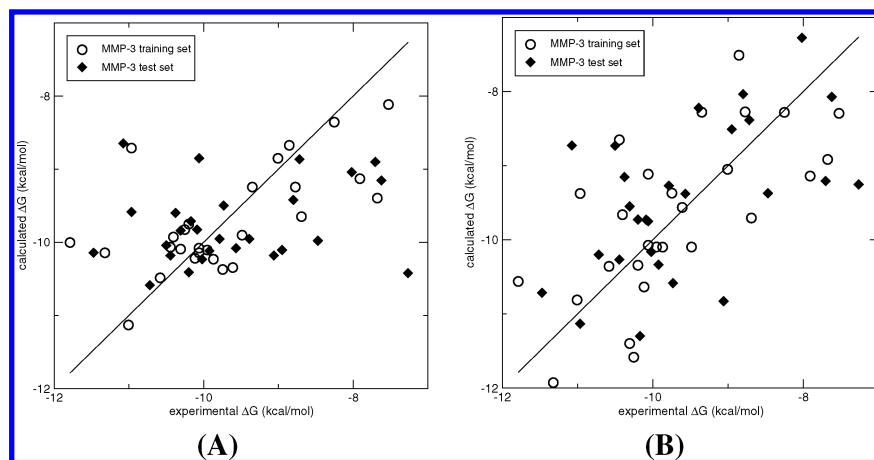 MMP-3 training set
MMP-3 test set
-8
-10
-12
calculated ΔG (kcal/mol)
-12
-10
-8
experimental ΔG (kcal/mol)
(A)
MMP-3 training set
MMP-3 test set
-8
-10
-12
calculated ΔG (kcal/mol)
-12
-10
-8
experimental ΔG (kcal/mol)
(B)